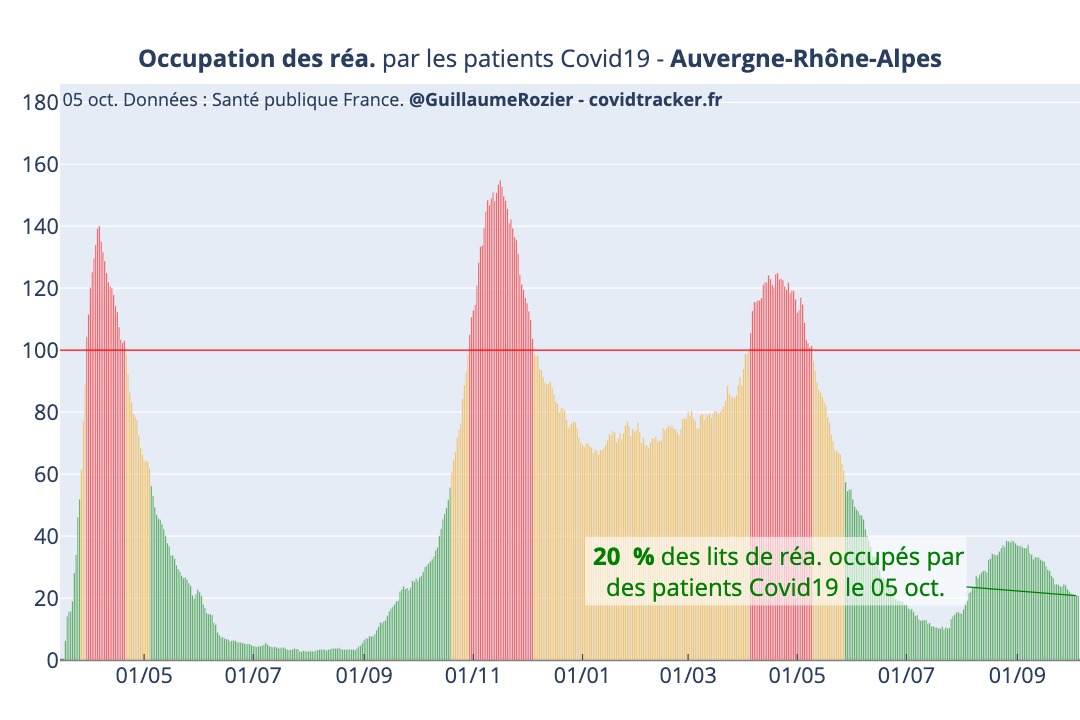 Occupation des réa. par les patients Covid19 - Auvergne-Rhône-Alpes
180
05 oct. Données : Santé publique France. @GuillaumeRozier - covidtracker.fr
160
140
120
100
80
60
40
20
0
20 % des lits de réa. occupés par
des patients Covid19 le 05 oct.
01/05 01/07 01/09 01/11 01/01 01/03 01/05 01/07 01/09